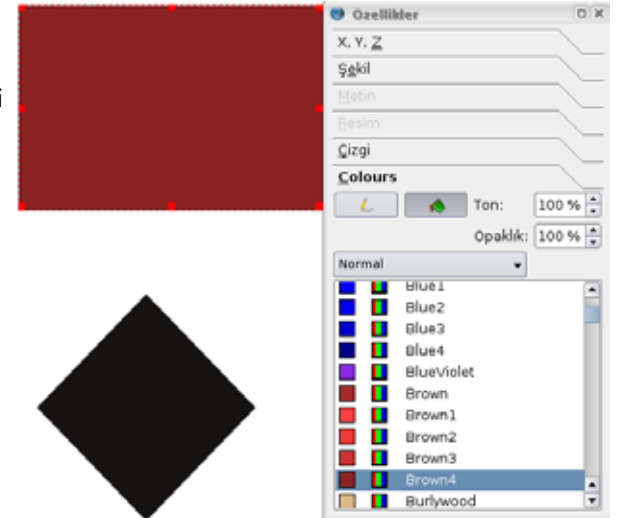 i
Özellikler
X, Y, Z
Şekil
Metin
Resim
Çizgi
Colours
Ton: 100 %
Opaklık: 100 %
Normal
Blue1
Blue2
Blue3
Blue4
BlueViolet
Brown
Brown1
Brown2
Brown3
Brown4
Burlywood